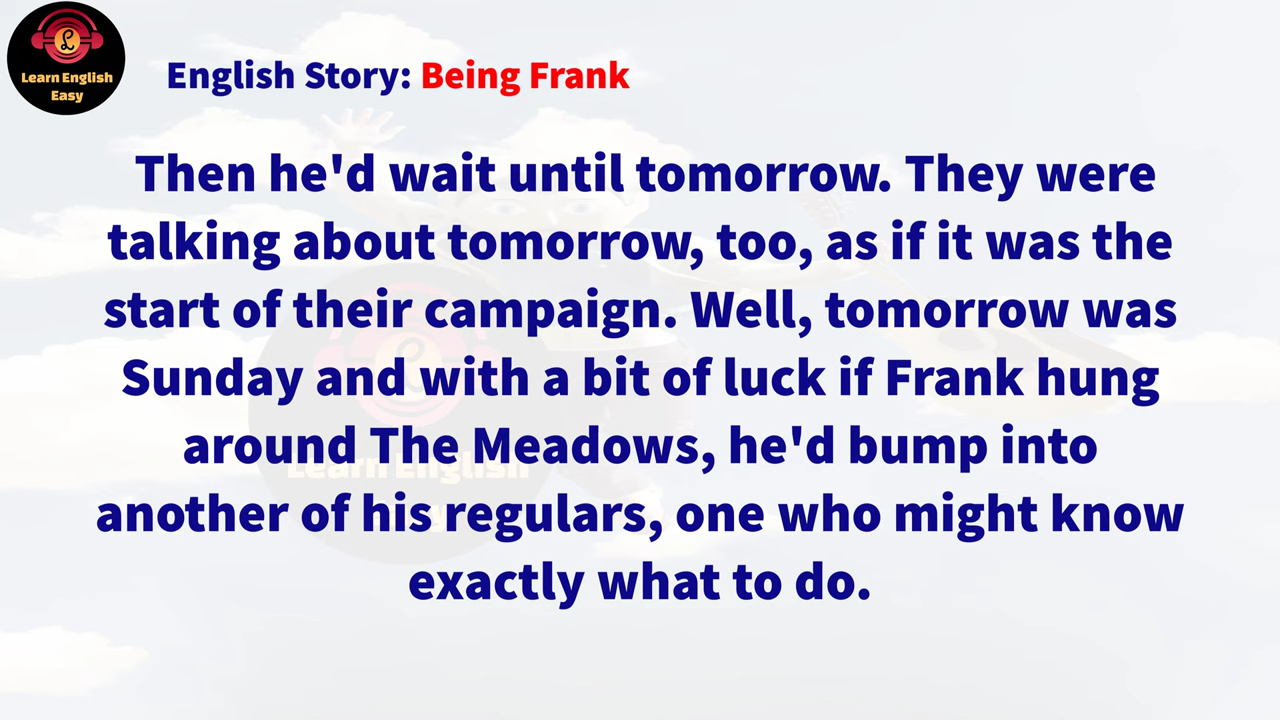 Learn English
Easy
English Story: Being Frank
Then he'd wait until tomorrow. They were
talking about tomorrow, too, as if it was the
start of their campaign. Well, tomorrow was
Sunday and with a bit of luck if Frank hung
around The Meadows, he'd bump into
another of his regulars, one who might know
exactly what to do.
Learn English